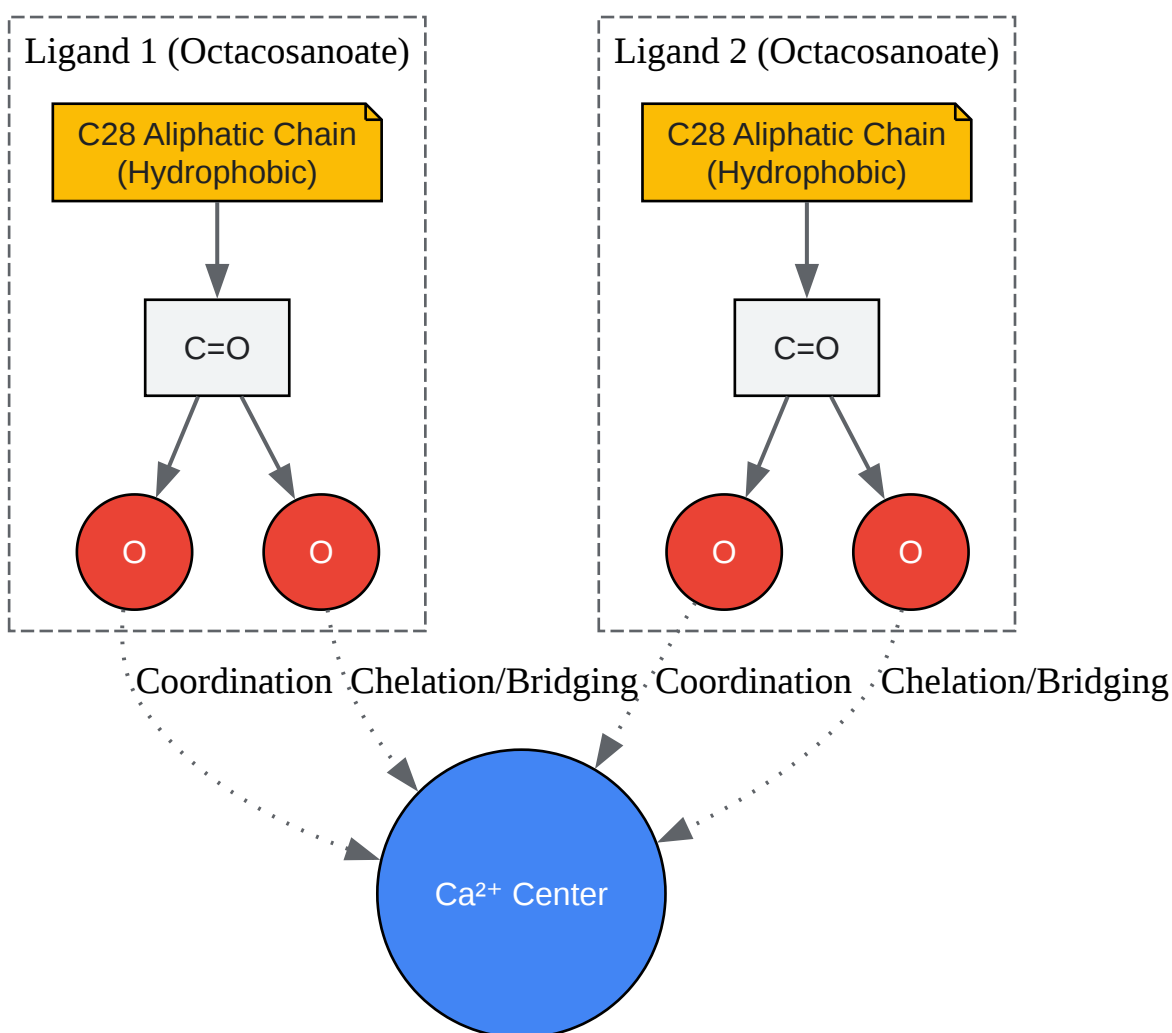 Ligand 1 (Octacosanoate)
Ligand 2 (Octacosanoate)
C28 Aliphatic Chain
(Hydrophobic)
C28 Aliphatic Chain
(Hydrophobic)
C=O
C=O
O
O
O
O
Coordination
Chelation/Bridging
Coordination
Chelation/Bridging
Ca²⁺ Center